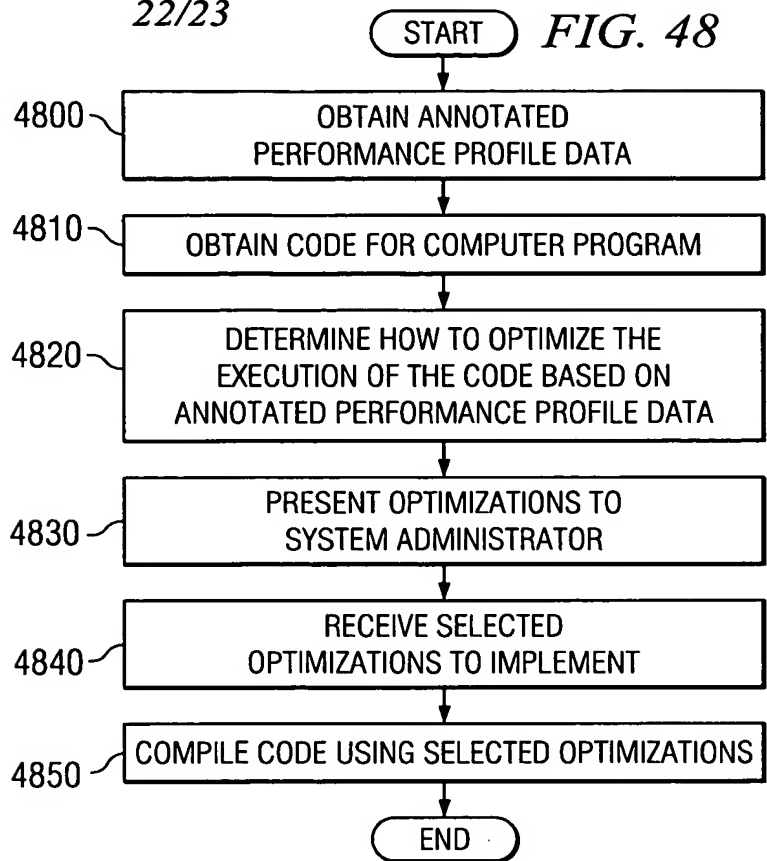 22/23
START
FIG. 48
4800
OBTAIN ANNOTATED
PERFORMANCE PROFILE DATA
4810
OBTAIN CODE FOR COMPUTER PROGRAM
4820
DETERMINE HOW TO OPTIMIZE THE
EXECUTION OF THE CODE BASED ON
ANNOTATED PERFORMANCE PROFILE DATA
4830
PRESENT OPTIMIZATIONS TO
SYSTEM ADMINISTRATOR
4840
RECEIVE SELECTED
OPTIMIZATIONS TO IMPLEMENT
4850
COMPILE CODE USING SELECTED OPTIMIZATIONS
END